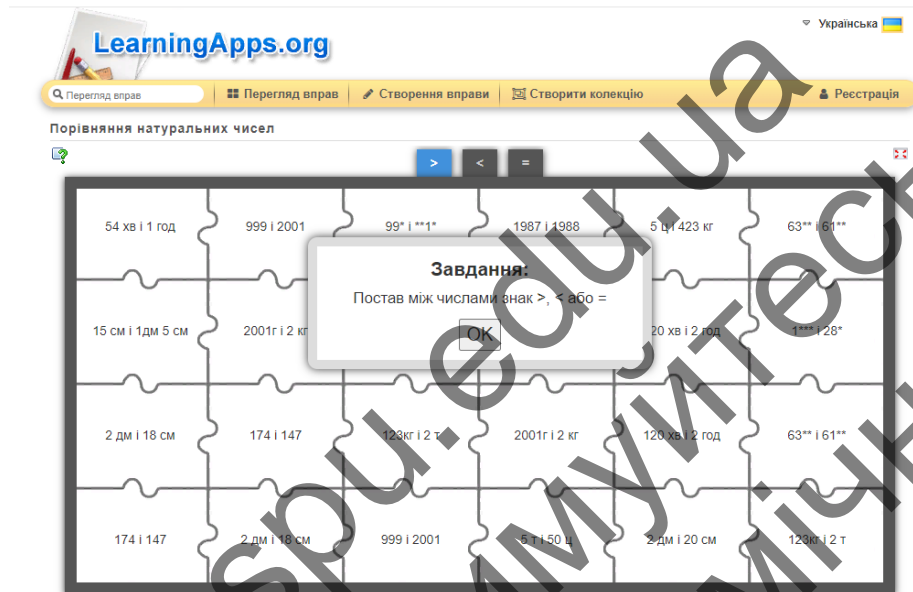 Українська
LearningApps.org
Перегляд вправ
Перегляд вправ
Створення вправи
Створити колекцію
Реєстрація
Порівняння натуральних чисел
> < =
54 хв і 1 год
999 і 2001
99* і **1*
1987 і 1988
5 ц і 423 кг
63** і 61**
Завдання:
Постав між числами знак >, < або =
OK
15 см і 1дм 5 см
2001г і 2 кг
20 хв і 2 год
1*** і 28*
2 дм і 18 см
174 і 147
123кг і 2 т
2001г і 2 кг
120 хв і 2 год
63** і 61**
174 і 147
2 дм і 18 см
999 і 2001
5 т і 50 ц
2 дм і 20 см
123кг і 2 т
spu.edu.ua